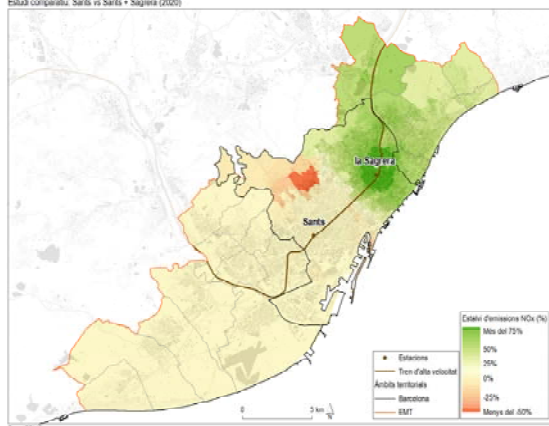 Estudi comparatiu. Sants vs Sants + Sagrera (2020)
la Sagrera
Sants
Estalvi d'emissions NOx (%)
Més del 75%
50%
25%
0%
-25%
Menys del -50%
Estacions
Tren d'alta velocitat
Àmbits territorials
Barcelona
EMT
0 5 km
N